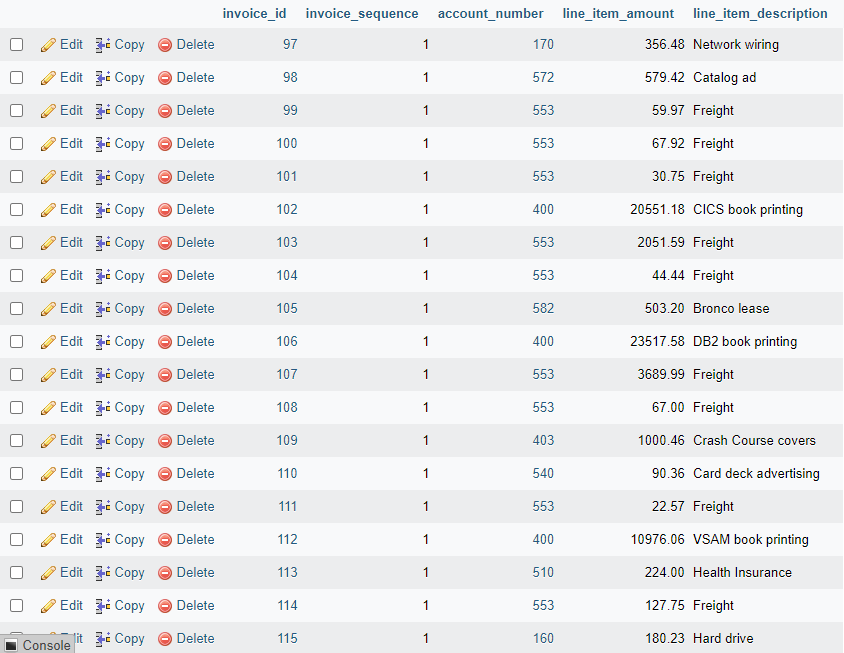 invoice_id invoice_sequence account_number line_item_amount line_item_description
Edit Copy Delete 97 1 170 356.48 Network wiring
Edit Copy Delete 98 1 572 579.42 Catalog ad
Edit Copy Delete 99 1 553 59.97 Freight
Edit Copy Delete 100 1 553 67.92 Freight
Edit Copy Delete 101 1 553 30.75 Freight
Edit Copy Delete 102 1 400 20551.18 CICS book printing
Edit Copy Delete 103 1 553 2051.59 Freight
Edit Copy Delete 104 1 553 44.44 Freight
Edit Copy Delete 105 1 582 503.20 Bronco lease
Edit Copy Delete 106 1 400 23517.58 DB2 book printing
Edit Copy Delete 107 1 553 3689.99 Freight
Edit Copy Delete 108 1 553 67.00 Freight
Edit Copy Delete 109 1 403 1000.46 Crash Course covers
Edit Copy Delete 110 1 540 90.36 Card deck advertising
Edit Copy Delete 111 1 553 22.57 Freight
Edit Copy Delete 112 1 400 10976.06 VSAM book printing
Edit Copy Delete 113 1 510 224.00 Health Insurance
Edit Copy Delete 114 1 553 127.75 Freight
Copy Delete 115 1 160 180.23 Hard drive
Console